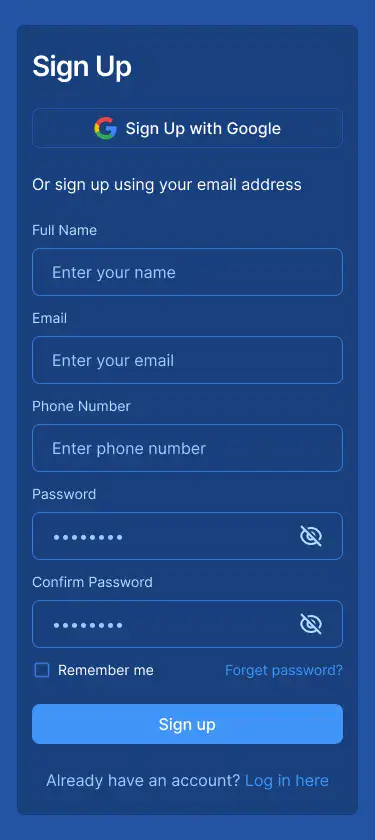 Sign Up
Sign Up with Google
Or sign up using your email address
Full Name
Enter your name
Email
Enter your email
Phone Number
Enter phone number
Password
••••••••
Confirm Password
••••••••
Remember me Forget password?
Sign up
Already have an account? Log in here